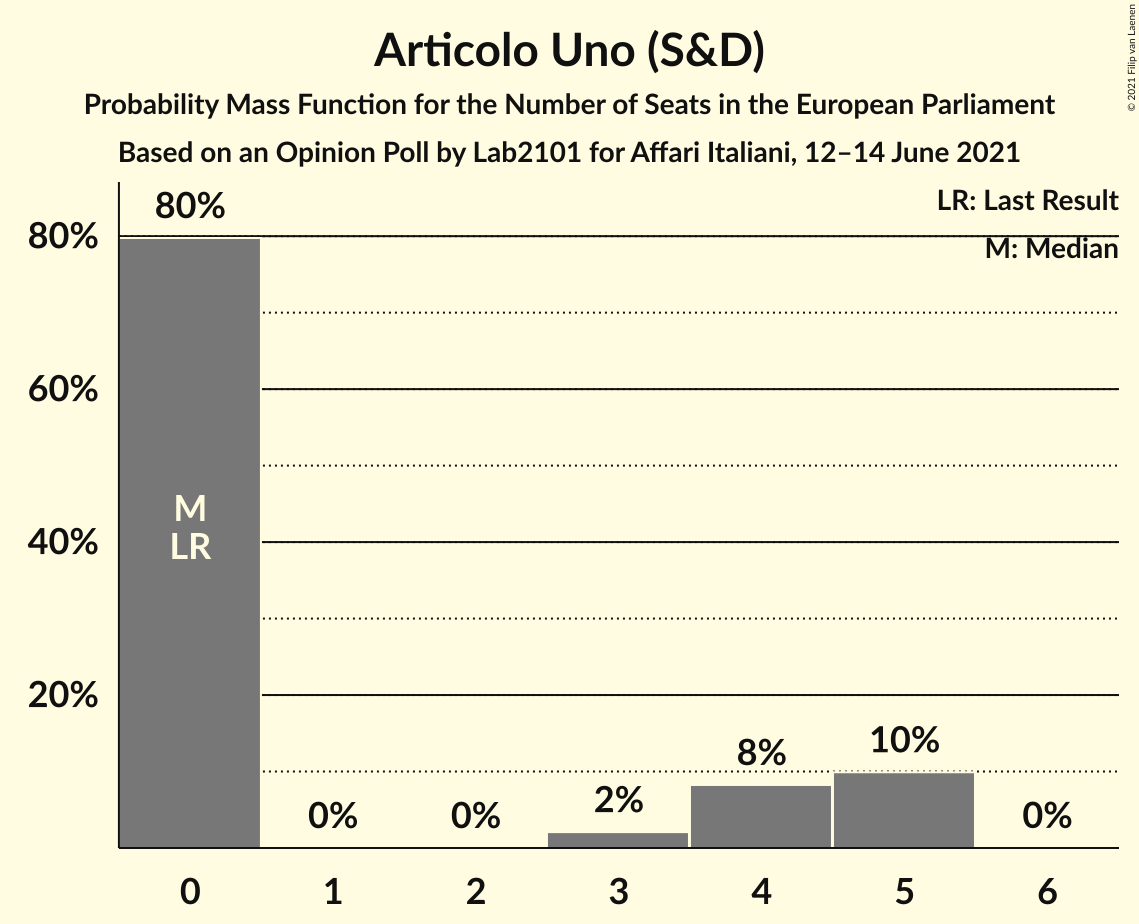 Articolo Uno (S&D)
Probability Mass Function for the Number of Seats in the European Parliament
Based on an Opinion Poll by Lab2101 for Affari Italiani, 12–14 June 2021
© 2021 Filip van Laenen
LR: Last Result
M: Median
80%
60%
40%
20%
80%
M
LR
0%
0%
2%
8%
10%
0%
0
1
2
3
4
5
6